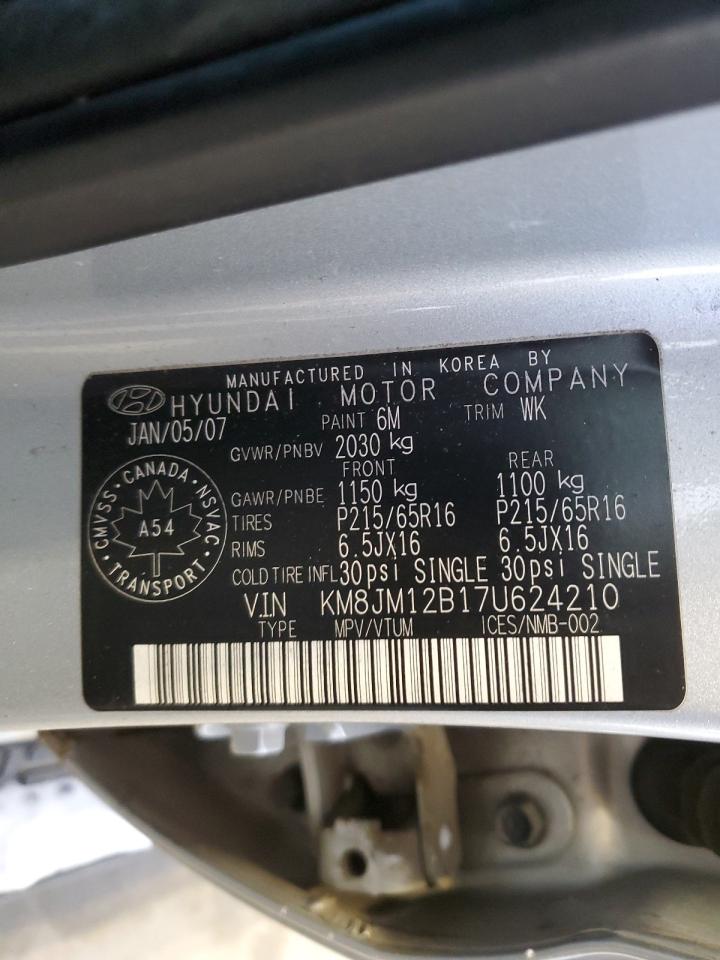 MANUFACTURED IN KOREA BY
HYUNDAI MOTOR COMPANY
JAN/05/07 PAINT 6M TRIM WK
GVWR/PNBV 2030 kg
FRONT REAR
GAWR/PNBE 1150 kg 1100 kg
TIRES P215/65R16 P215/65R16
RIMS 6.5JX16 6.5JX16
COLD TIRE INFL 30psi SINGLE 30psi SINGLE
CMVSS · CANADA · NSVAC · TRANSPORT ·
A54
V.I.N KM8JM12B17U624210
TYPE MPV/VTUM ICES/NMB-002